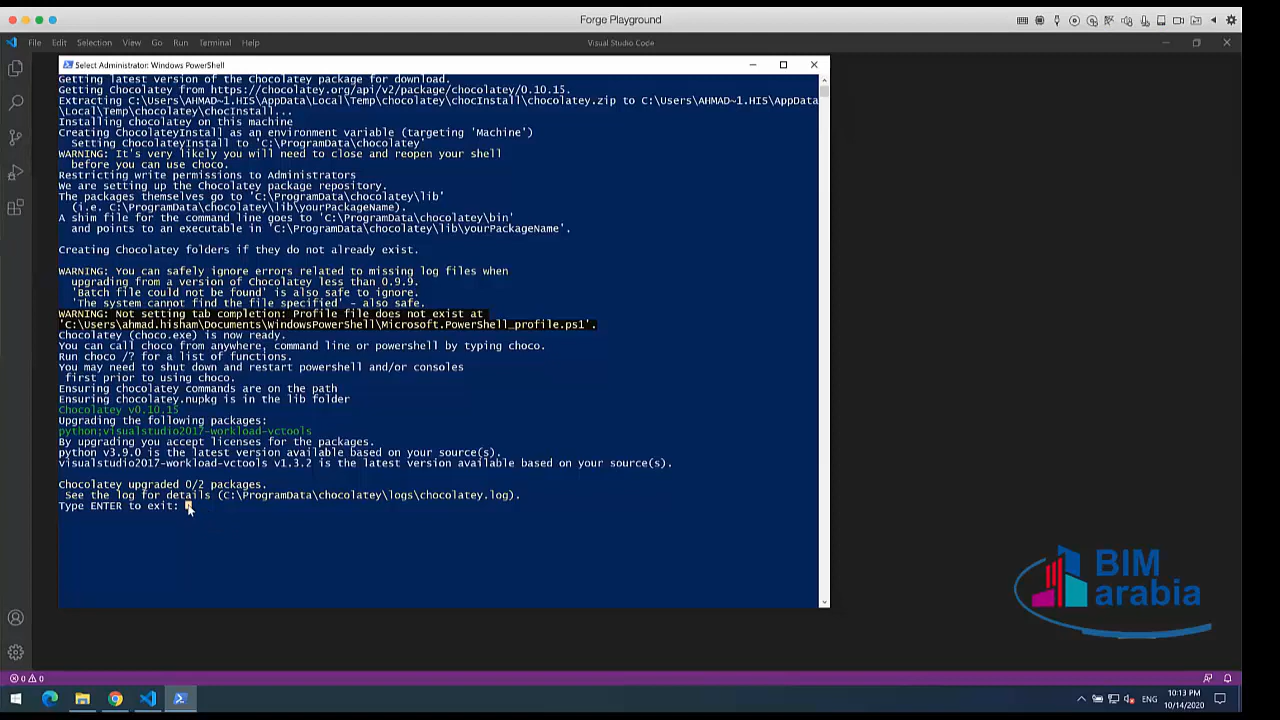 Forge Playground
File Edit Selection View Go Run Terminal Help
Visual Studio Code
Select Administrator: Windows PowerShell
Getting latest version of the Chocolatey package for download.
Getting Chocolatey from https://chocolatey.org/api/v2/package/chocolatey/0.10.15.
Extracting C:\Users\AHMAD~1.HIS\AppData\Local\Temp\chocolatey\chocInstall\chocolatey.zip to C:\Users\AHMAD~1.HIS\AppData
\Local\Temp\chocolatey\chocInstall...
Installing chocolatey on this machine
Creating ChocolateyInstall as an environment variable (targeting 'Machine')
Setting ChocolateyInstall to 'C:\ProgramData\chocolatey'
WARNING: It's very likely you will need to close and reopen your shell
before you can use choco.
Restricting write permissions to Administrators
We are setting up the Chocolatey package repository.
The packages themselves go to 'C:\ProgramData\chocolatey\lib'
(i.e. C:\ProgramData\chocolatey\lib\yourPackageName).
A shim file for the command line goes to 'C:\ProgramData\chocolatey\bin'
and points to an executable in 'C:\ProgramData\chocolatey\lib\yourPackageName'.
Creating Chocolatey folders if they do not already exist.
WARNING: You can safely ignore errors related to missing log files when
upgrading from a version of Chocolatey less than 0.9.9.
'Batch file could not be found' is also safe to ignore.
'The system cannot find the file specified' - also safe.
WARNING: Not setting tab completion: Profile file does not exist at
'C:\Users\ahmad.hisham\Documents\WindowsPowerShell\Microsoft.PowerShell_profile.ps1'.
Chocolatey (choco.exe) is now ready.
You can call choco from anywhere, command line or powershell by typing choco.
Run choco /? for a list of functions.
You may need to shut down and restart powershell and/or consoles
first prior to using choco.
Ensuring chocolatey commands are on the path
Ensuring chocolatey.nupkg is in the lib folder
Chocolatey v0.10.15
Upgrading the following packages:
python;visualstudio2017-workload-vctools
By upgrading you accept licenses for the packages.
python v3.9.0 is the latest version available based on your source(s).
visualstudio2017-workload-vctools v1.3.2 is the latest version available based on your source(s).
Chocolatey upgraded 0/2 packages.
See the log for details (C:\ProgramData\chocolatey\logs\chocolatey.log).
Type ENTER to exit:
BIM
arabia
0 0
ENG
10:13 PM
10/14/2020